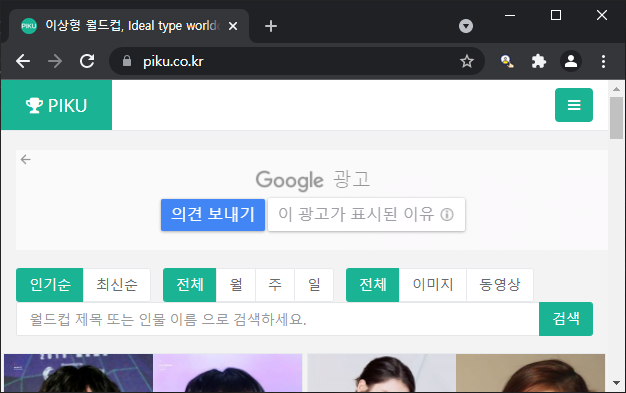 PIKU 이상형 월드컵, Ideal type world
piku.co.kr
PIKU
Google 광고
의견 보내기 이 광고가 표시된 이유
인기순 최신순 전체 월 주 일 전체 이미지 동영상
월드컵 제목 또는 인물 이름 으로 검색하세요. 검색